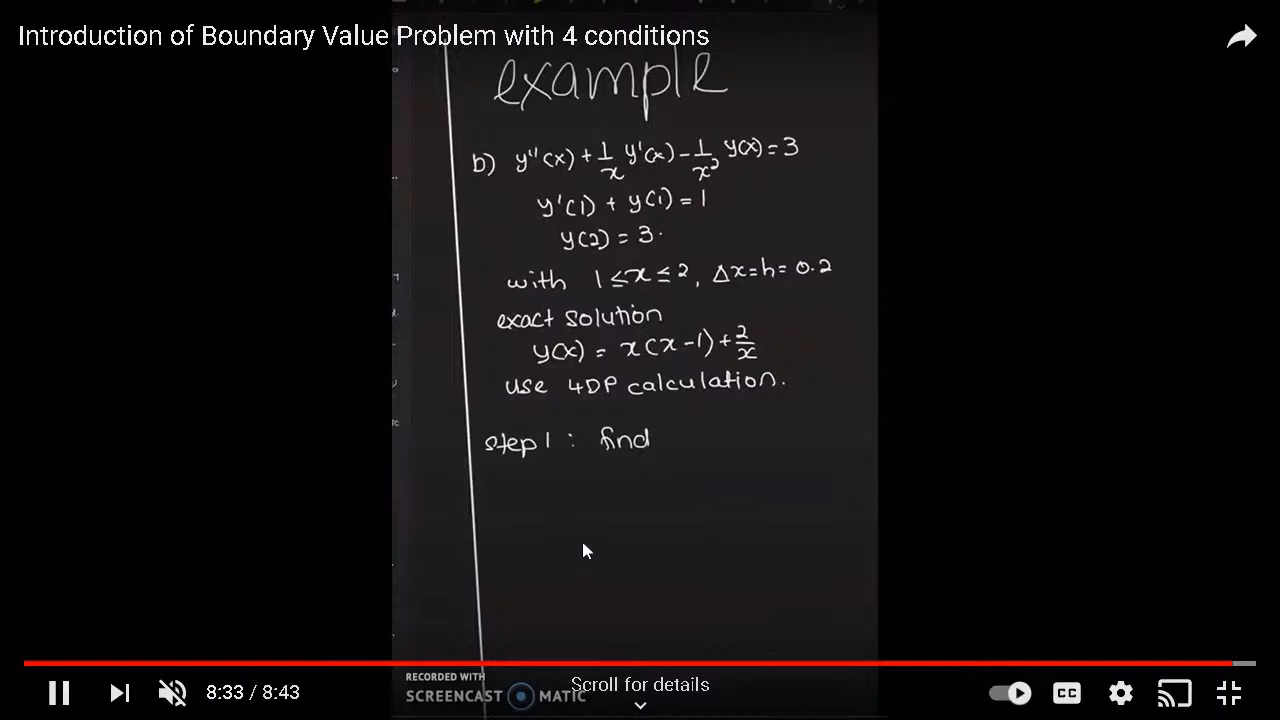 Introduction of Boundary Value Problem with 4 conditions
example
b) y''(x) + 1/x y'(x) - 1/x² y(x) = 3
y'(1) + y(1) = 1
y(2) = 3.
with 1 ≤ x ≤ 2, Δx = h = 0.2
exact solution
y(x) = x(x-1) + 2/x
use 4DP calculation.
step 1 : find
RECORDED WITH
SCREENCAST MATIC
Scroll for details
8:33 / 8:43
CC